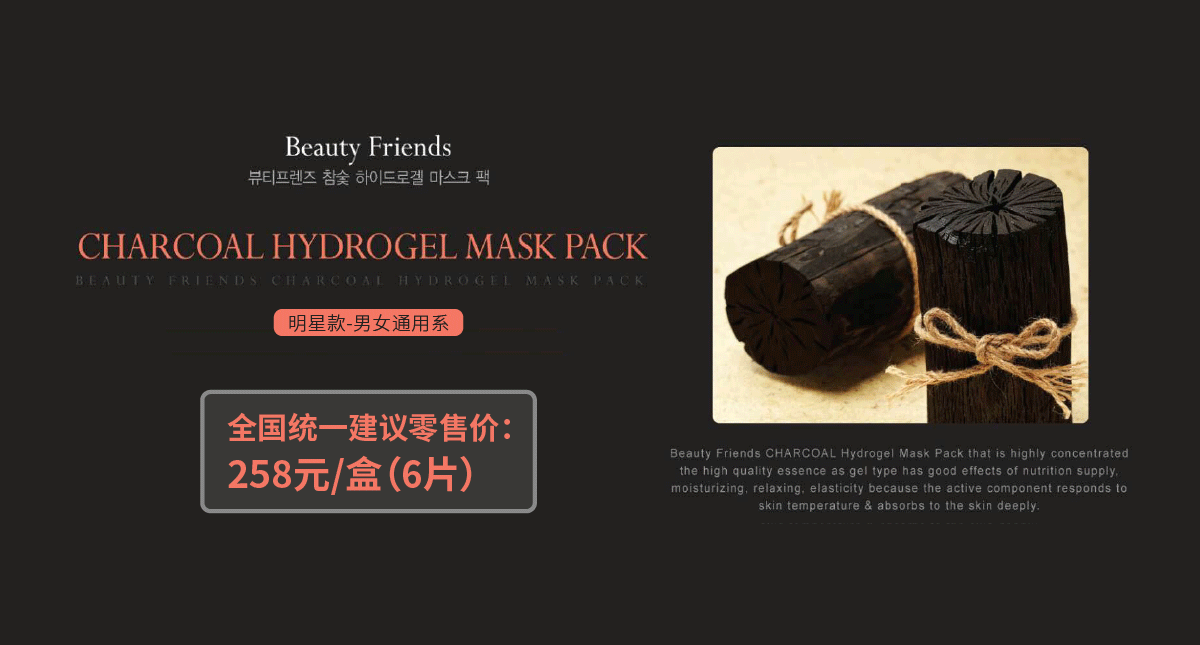 Beauty Friends
뷰티프렌즈 참숯 하이드로겔 마스크 팩
CHARCOAL HYDROGEL MASK PACK
BEAUTY FRIENDS CHARCOAL HYDROGEL MASK PACK
明星款-男女通用系
全国统一建议零售价：
258元/盒（6片）
Beauty Friends CHARCOAL Hydrogel Mask Pack that is highly concentrated
the high quality essence as gel type has good effects of nutrition supply,
moisturizing, relaxing, elasticity because the active component responds to
skin temperature & absorbs to the skin deeply.